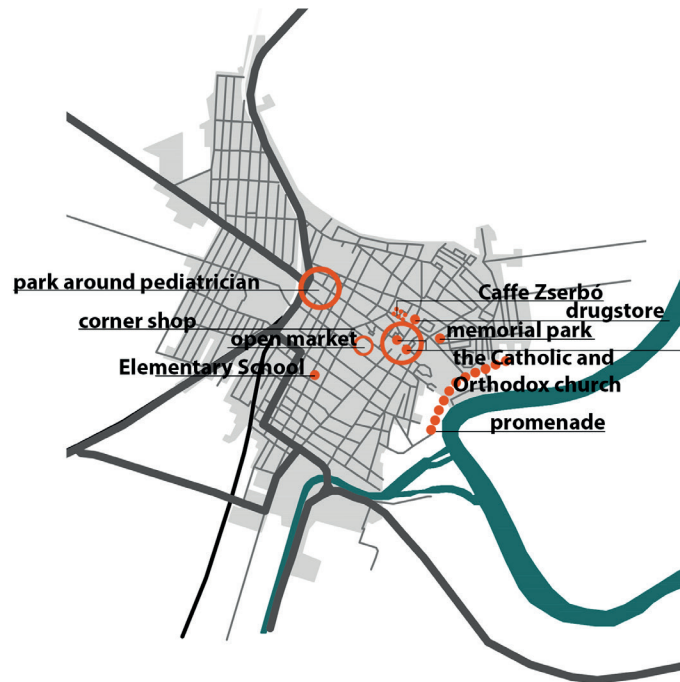 park around pediatrician
Caffe Zserbó
drugstore
corner shop
memorial park
open market
the Catholic and
Elementary School
Orthodox church
promenade